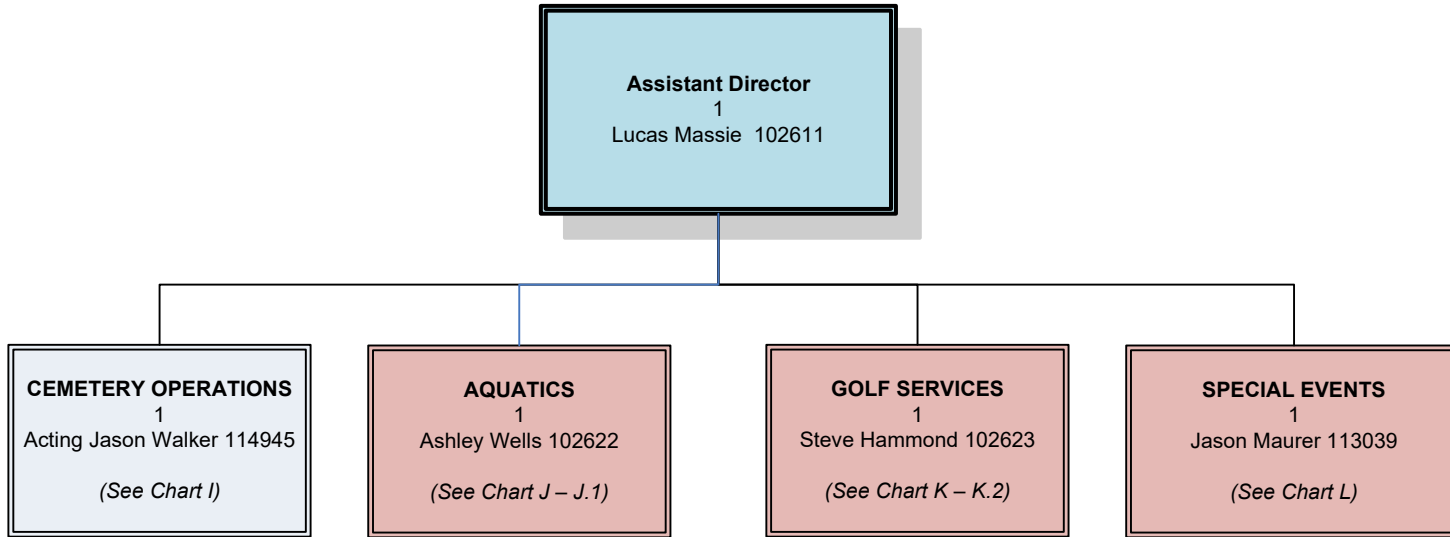 Assistant Director
1
Lucas Massie 102611
CEMETERY OPERATIONS
1
Acting Jason Walker 114945
(See Chart I)
AQUATICS
1
Ashley Wells 102622
(See Chart J – J.1)
GOLF SERVICES
1
Steve Hammond 102623
(See Chart K – K.2)
SPECIAL EVENTS
1
Jason Maurer 113039
(See Chart L)